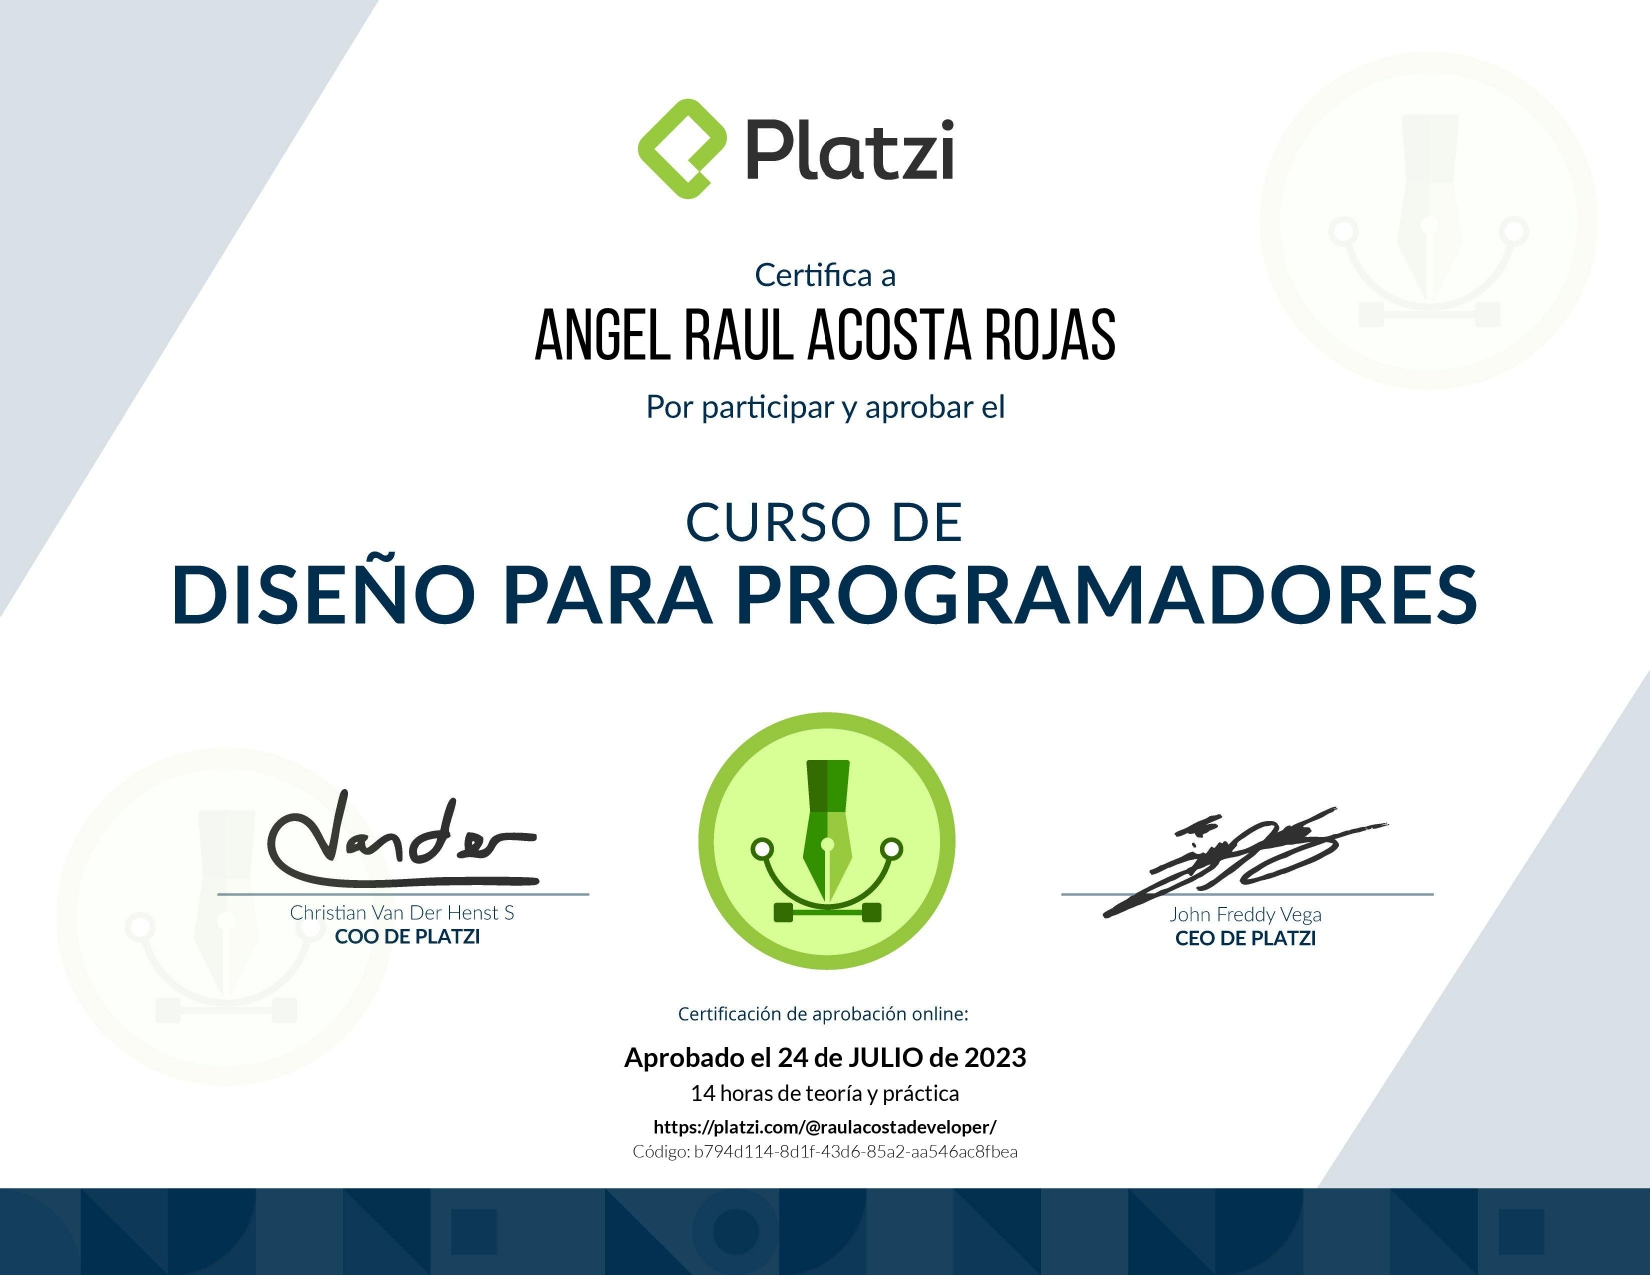 Platzi
Certifica a
ANGEL RAUL ACOSTA ROJAS
Por participar y aprobar el
CURSO DE
DISEÑO PARA PROGRAMADORES
Vander
Christian Van Der Henst S
COO DE PLATZI
John Freddy Vega
CEO DE PLATZI
Certificación de aprobación online:
Aprobado el 24 de JULIO de 2023
14 horas de teoría y práctica
https://platzi.com/@raulacostadeveloper/
Código: b794d114-8d1f-43d6-85a2-aa546ac8fbea